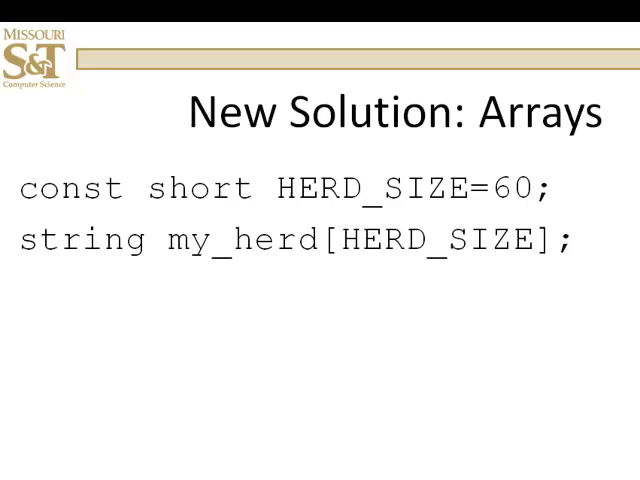 MISSOURI
S&T
Computer Science
New Solution: Arrays
const short HERD_SIZE=60;
string my_herd[HERD_SIZE];